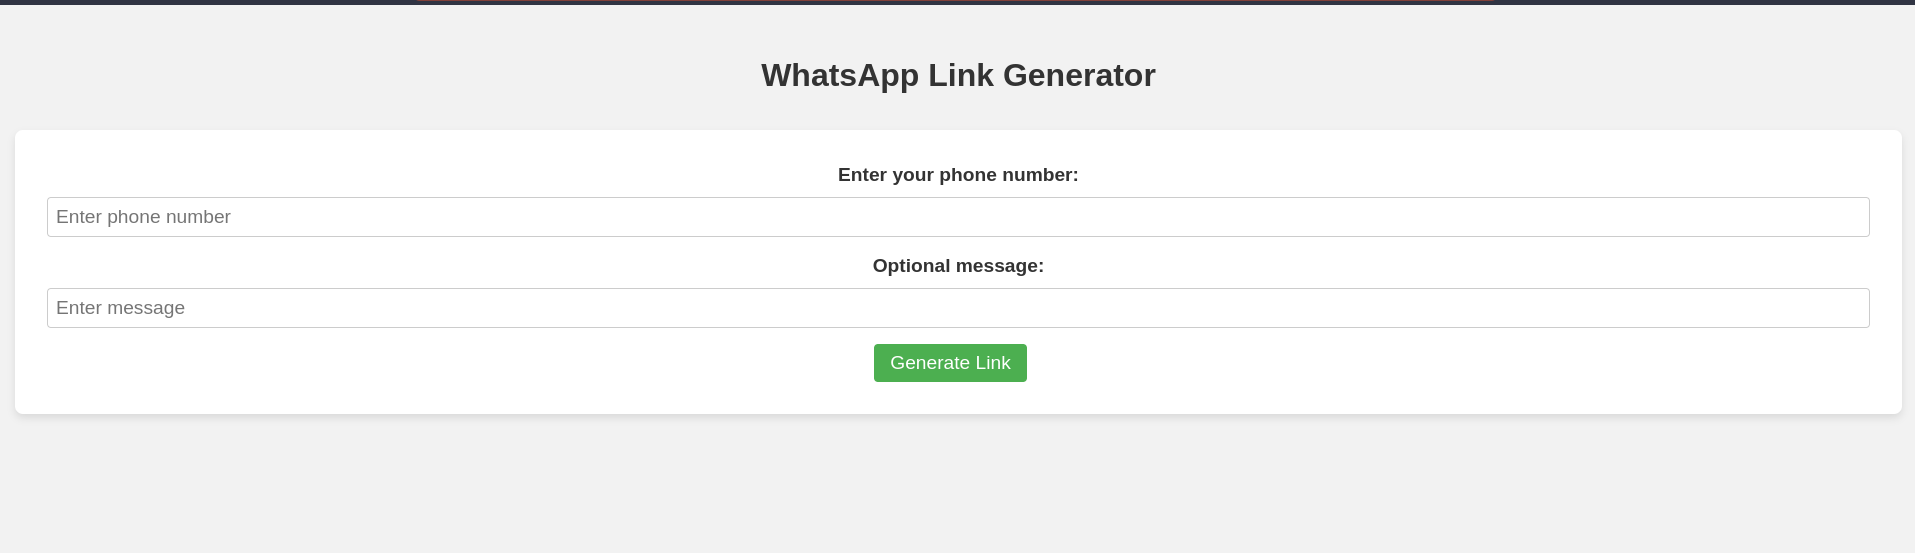 WhatsApp Link Generator
Enter your phone number:
Enter phone number
Optional message:
Enter message
Generate Link